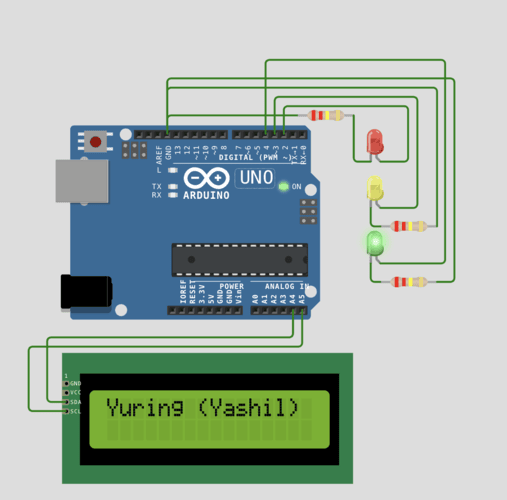 AREF
GND
13
12
~11
~10
~9
8
7
~6
~5
4
~3
2
TX→1
RX←0
DIGITAL (PWM ~)
L
TX
RX
UNO
ON
ARDUINO
IOREF
RESET
3.3V
5V
GND
GND
Vin
POWER
ANALOG IN
A0
A1
A2
A3
A4
A5
1
GND
VCC
SDA
SCL
Yuring (Yashil)